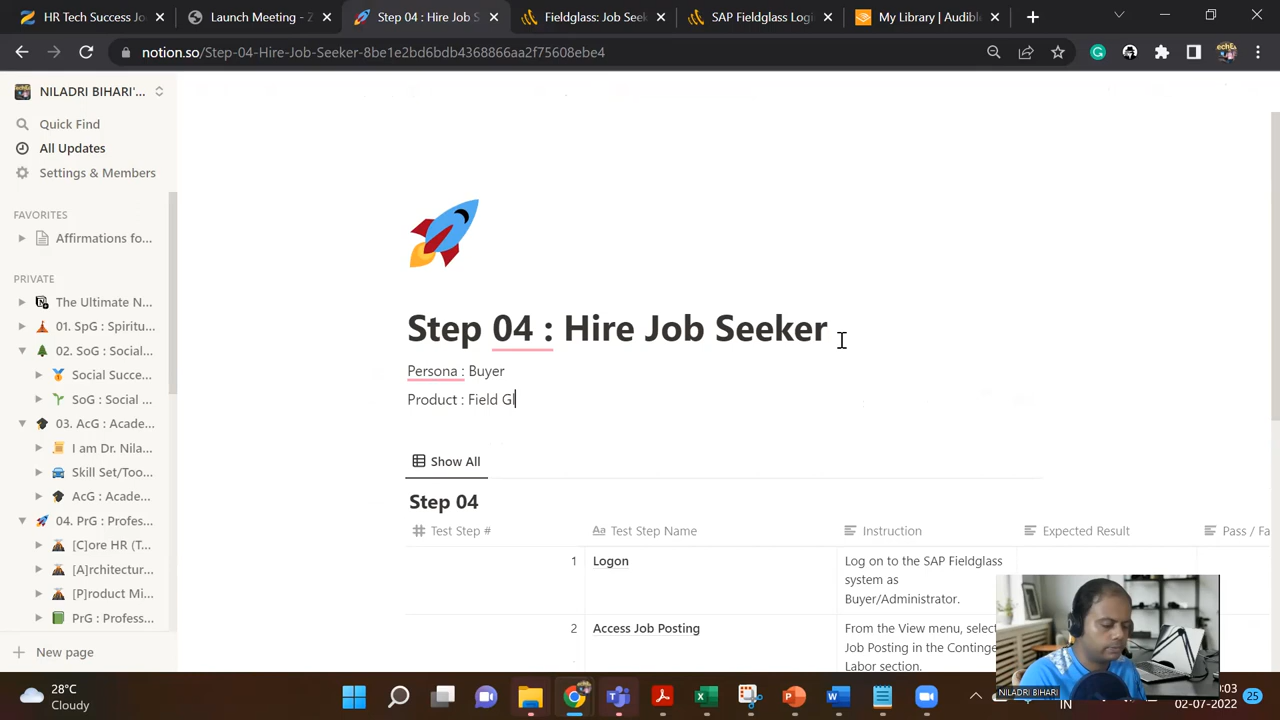 HR Tech Success Jo
Launch Meeting - Z
Step 04 : Hire Job S
Fieldglass: Job Seek
SAP Fieldglass Logi
My Library | Audibl
notion.so/Step-04-Hire-Job-Seeker-8be1e2bd6bdb4368866aa2f75608ebe4
NILADRI BIHARI'...
Quick Find
All Updates
Settings & Members
FAVORITES
Affirmations fo...
PRIVATE
The Ultimate N...
01. SpG : Spiritu...
02. SoG : Social...
Social Succe...
SoG : Social ...
03. AcG : Acade...
I am Dr. Nila...
Skill Set/Too...
AcG : Acade...
04. PrG : Profes...
[C]ore HR (T...
[A]rchitectur...
[P]roduct Mi...
PrG : Profess...
New page
Step 04 : Hire Job Seeker
Persona : Buyer
Product : Field Gl
Show All
Step 04
# Test Step #
Aa Test Step Name
Instruction
Expected Result
Pass / Fa
1
Logon
Log on to the SAP Fieldglass
system as
Buyer/Administrator.
2
Access Job Posting
From the View menu, select
Job Posting in the Continge
Labor section.
NILADRI BIHARI
28°C
Cloudy
IN
:03
02-07-2022
25